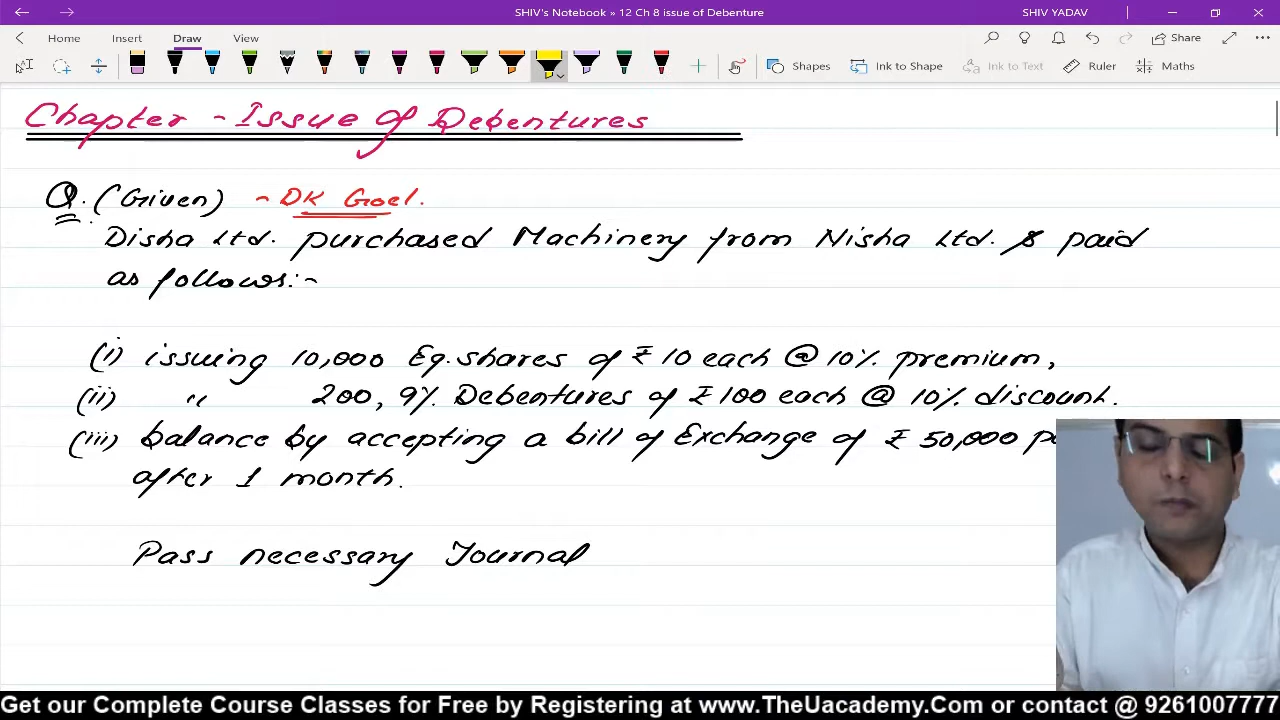 SHIV's Notebook » 12 Ch 8 issue of Debenture
SHIV YADAV
Home Insert Draw View
Share
Shapes
Ink to Shape
Ink to Text
Ruler
Maths
Chapter - Issue of Debentures
Q. (Given) - DK Goel.
Disha Ltd. purchased Machinery from Nisha Ltd. & paid
as follows:-
(i) issuing 10,000 Eq. shares of ₹ 10 each @ 10% premium,
(ii) " 200, 9% Debentures of ₹ 100 each @ 10% discount.
(iii) balance by accepting a bill of Exchange of ₹ 50,000
after 1 month.
Pass necessary Journal
Get our Complete Course Classes for Free by Registering at www.TheUacademy.Com or contact @ 9261007777